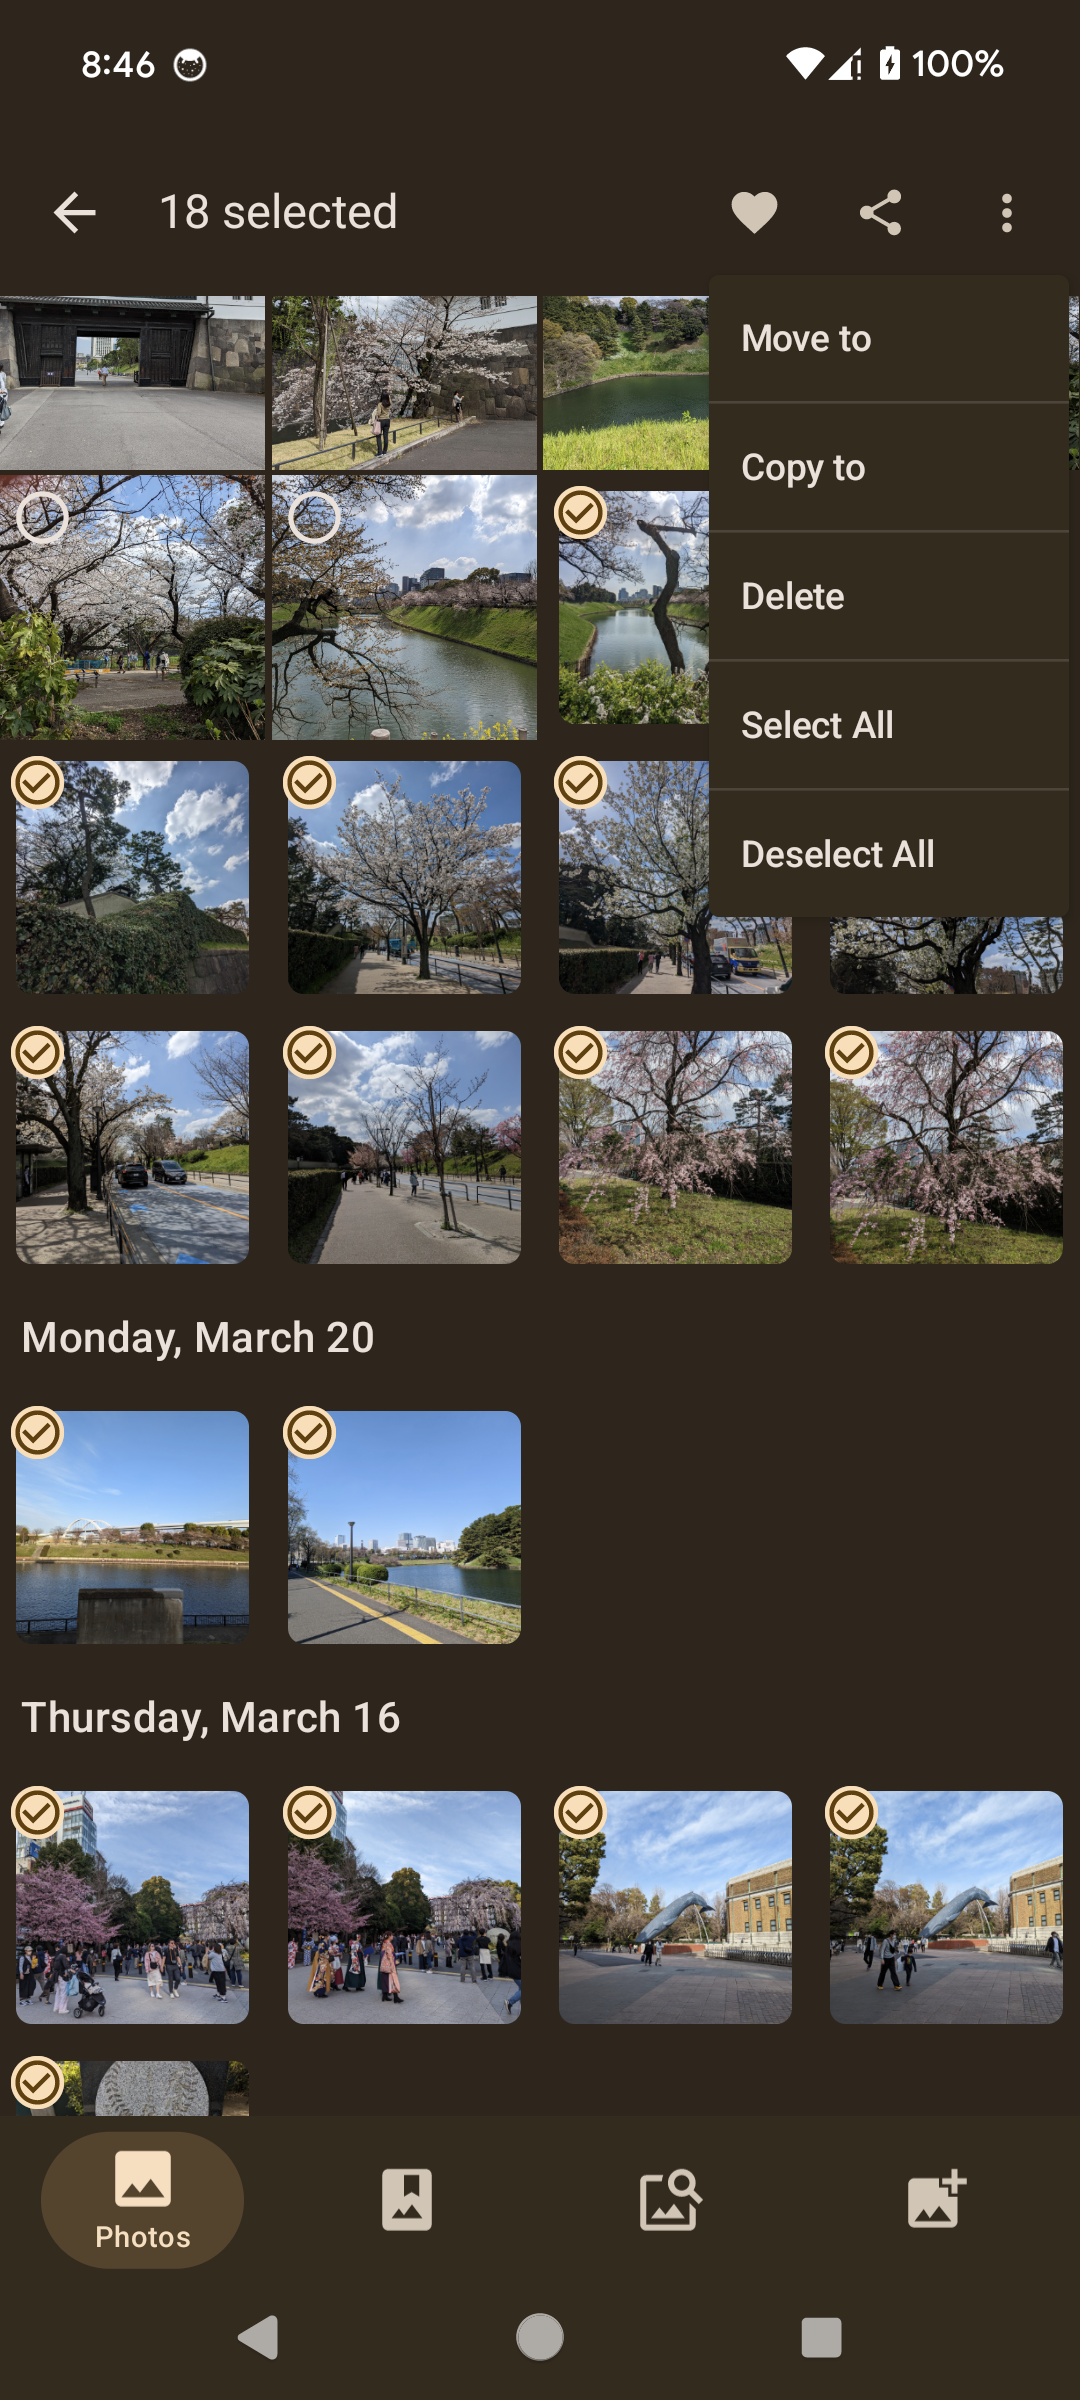 8:46
100%
18 selected
Move to
Copy to
Delete
Select All
Deselect All
Monday, March 20
Thursday, March 16
Photos